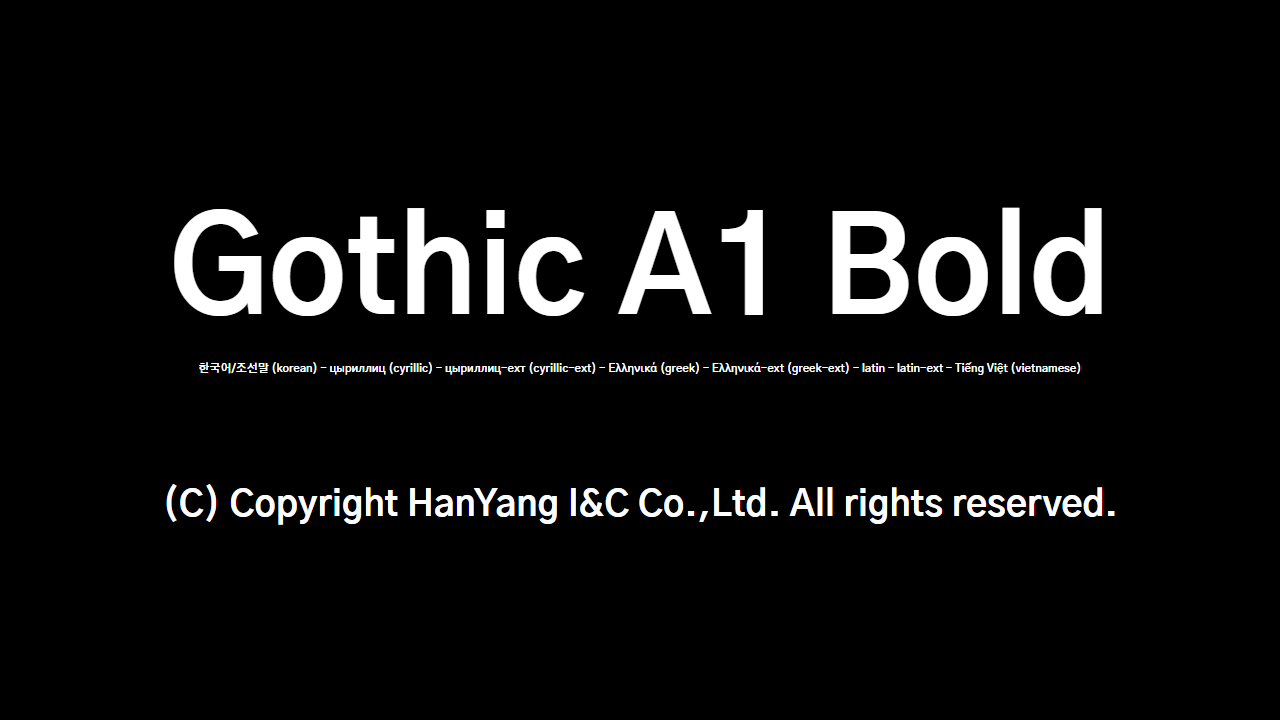 Gothic A1 Bold
한국어/조선말 (korean) - цыриллиц (cyrillic) - цыриллиц-ехт (cyrillic-ext) - Ελληνικά (greek) - Ελληνικά-ext (greek-ext) - latin - latin-ext - Tiếng Việt (vietnamese)
(C) Copyright HanYang I&C Co.,Ltd. All rights reserved.